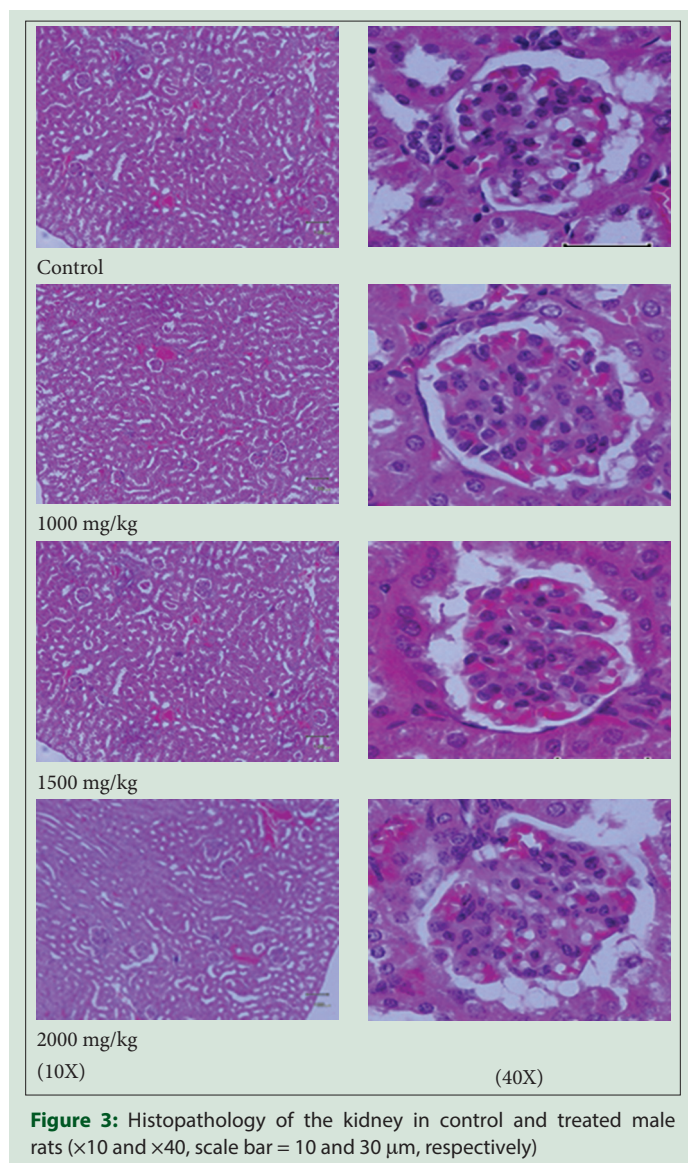 Control
1000 mg/kg
1500 mg/kg
2000 mg/kg
(10X)
(40X)
Figure 3: Histopathology of the kidney in control and treated male
rats (×10 and ×40, scale bar = 10 and 30 µm, respectively)